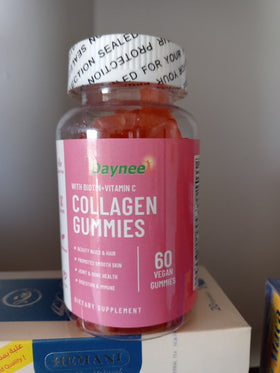 SEALED FOR YOUR PROTECTION
Daynee
WITH BIOTIN+VITAMIN C
COLLAGEN
GUMMIES
• BEAUTY NAILS & HAIR
• PROMOTES SMOOTH SKIN
• JOINT & BONE HEALTH
• DIGESTION & IMMUNE
60
VEGAN
GUMMIES
DIETARY SUPPLEMENT
HEMANI